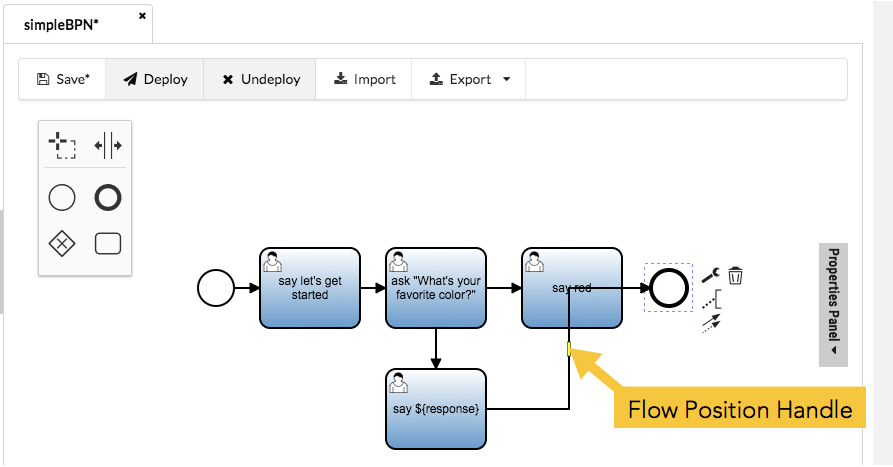 simpleBPN*
Save*
Deploy
Undeploy
Import
Export
Properties Panel
say let's get
started
ask "What's your
favorite color?"
say red
say ${response}
Flow Position Handle